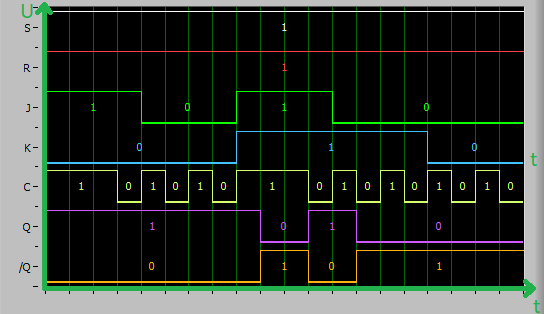 U
S 1
R 1
J 1 0 1 0
K 0 1 0
t
C 1 0 1 0 1 0 1 0 1 0 1 0 1 0 1 0
Q 1 0 1 0
/Q 0 1 0 1
t